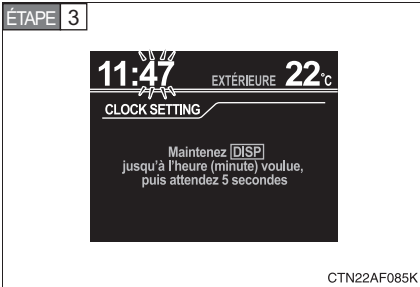 ÉTAPE 3
11:47 EXTÉRIEURE 22°C
CLOCK SETTING
Maintenez DISP
jusqu'à l'heure (minute) voulue,
puis attendez 5 secondes
CTN22AF085K